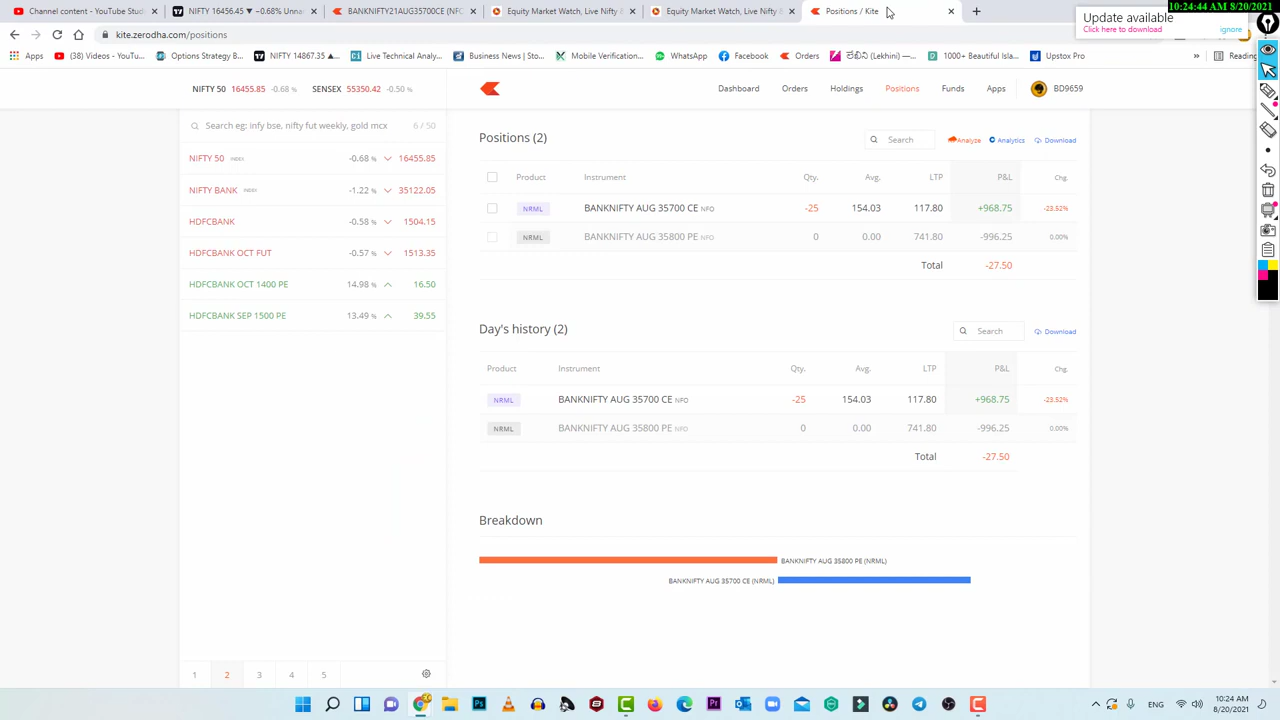 10:24:44 AM 8/20/2021
Channel content - YouTube
NIFTY 16456.45 ▼ −0.68% Unnam
BANKNIFTY21AUG35700CE (NFO
Equity Market Watch, Live Nifty
Equity Market Watch, Live Nifty
Positions / Kite
Update available
Click here to download
ignore
kite.zerodha.com/positions
Apps
(33) Videos - YouTu...
Option Strategy Bu...
NIFTY 14867.35 ▲...
Live Technical Analy...
Business News | Sto...
Mobile Verification...
WhatsApp
Facebook
Orders
1000+ Beautiful Isla...
Upstox Pro
»
Reading
NIFTY 50 16455.85 -0.68 %
SENSEX 55350.42 -0.50 %
Dashboard
Orders
Holdings
Positions
Funds
Apps
BD9659
Search eg: infy bse, nifty fut weekly, gold mcx
6 / 50
NIFTY 50 INDEX -0.68 % 16455.85
NIFTY BANK INDEX -1.22 % 35122.05
HDFCBANK -0.58 % 1504.15
HDFCBANK OCT FUT -0.57 % 1513.35
HDFCBANK OCT 1400 PE 14.98 % 16.50
HDFCBANK SEP 1500 PE 13.49 % 39.55
1 2 3 4 5
Positions (2)
Search
Analyze
Analytics
Download
Product Instrument Qty. Avg. LTP P&L Chg.
NRML BANKNIFTY AUG 35700 CE NFO -25 154.03 117.80 +968.75 -23.52%
NRML BANKNIFTY AUG 35800 PE NFO 0 0.00 741.80 -996.25 0.00%
Total -27.50
Day's history (2)
Search
Download
Product Instrument Qty. Avg. LTP P&L Chg.
NRML BANKNIFTY AUG 35700 CE NFO -25 154.03 117.80 +968.75 -23.52%
NRML BANKNIFTY AUG 35800 PE NFO 0 0.00 741.80 -996.25 0.00%
Total -27.50
Breakdown
BANKNIFTY AUG 35800 PE (NRML)
BANKNIFTY AUG 35700 CE (NRML)
10:24 AM
8/20/2021